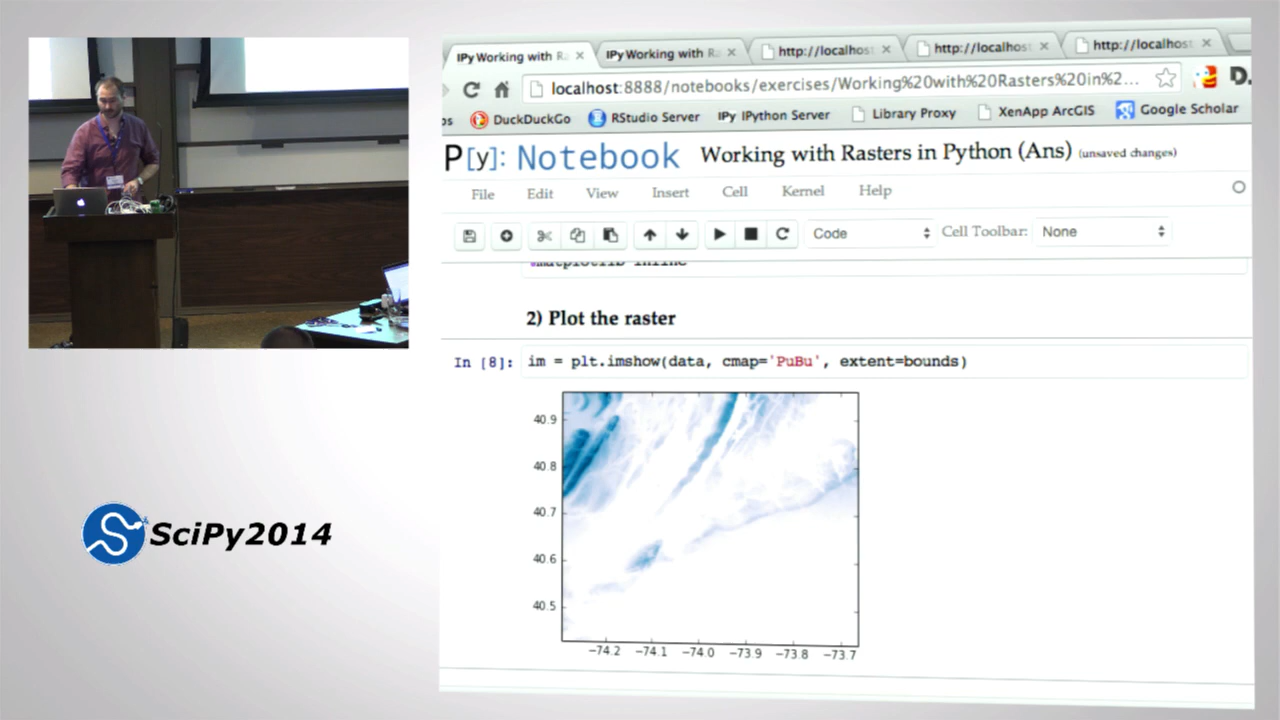 IPy Working with Ra
IPy Working with Ra
http://localhost
http://localhost
http://localhost
localhost:8888/notebooks/exercises/Working%20with%20Rasters%20in%2...
D.
os DuckDuckGo RStudio Server IPy IPython Server Library Proxy XenApp ArcGIS Google Scholar
P[y]: Notebook Working with Rasters in Python (Ans) (unsaved changes)
File Edit View Insert Cell Kernel Help
Code Cell Toolbar: None
%matplotlib inline
2) Plot the raster
In [8]: im = plt.imshow(data, cmap='PuBu', extent=bounds)
40.9
40.8
40.7
40.6
40.5
−74.2 −74.1 −74.0 −73.9 −73.8 −73.7
SciPy2014